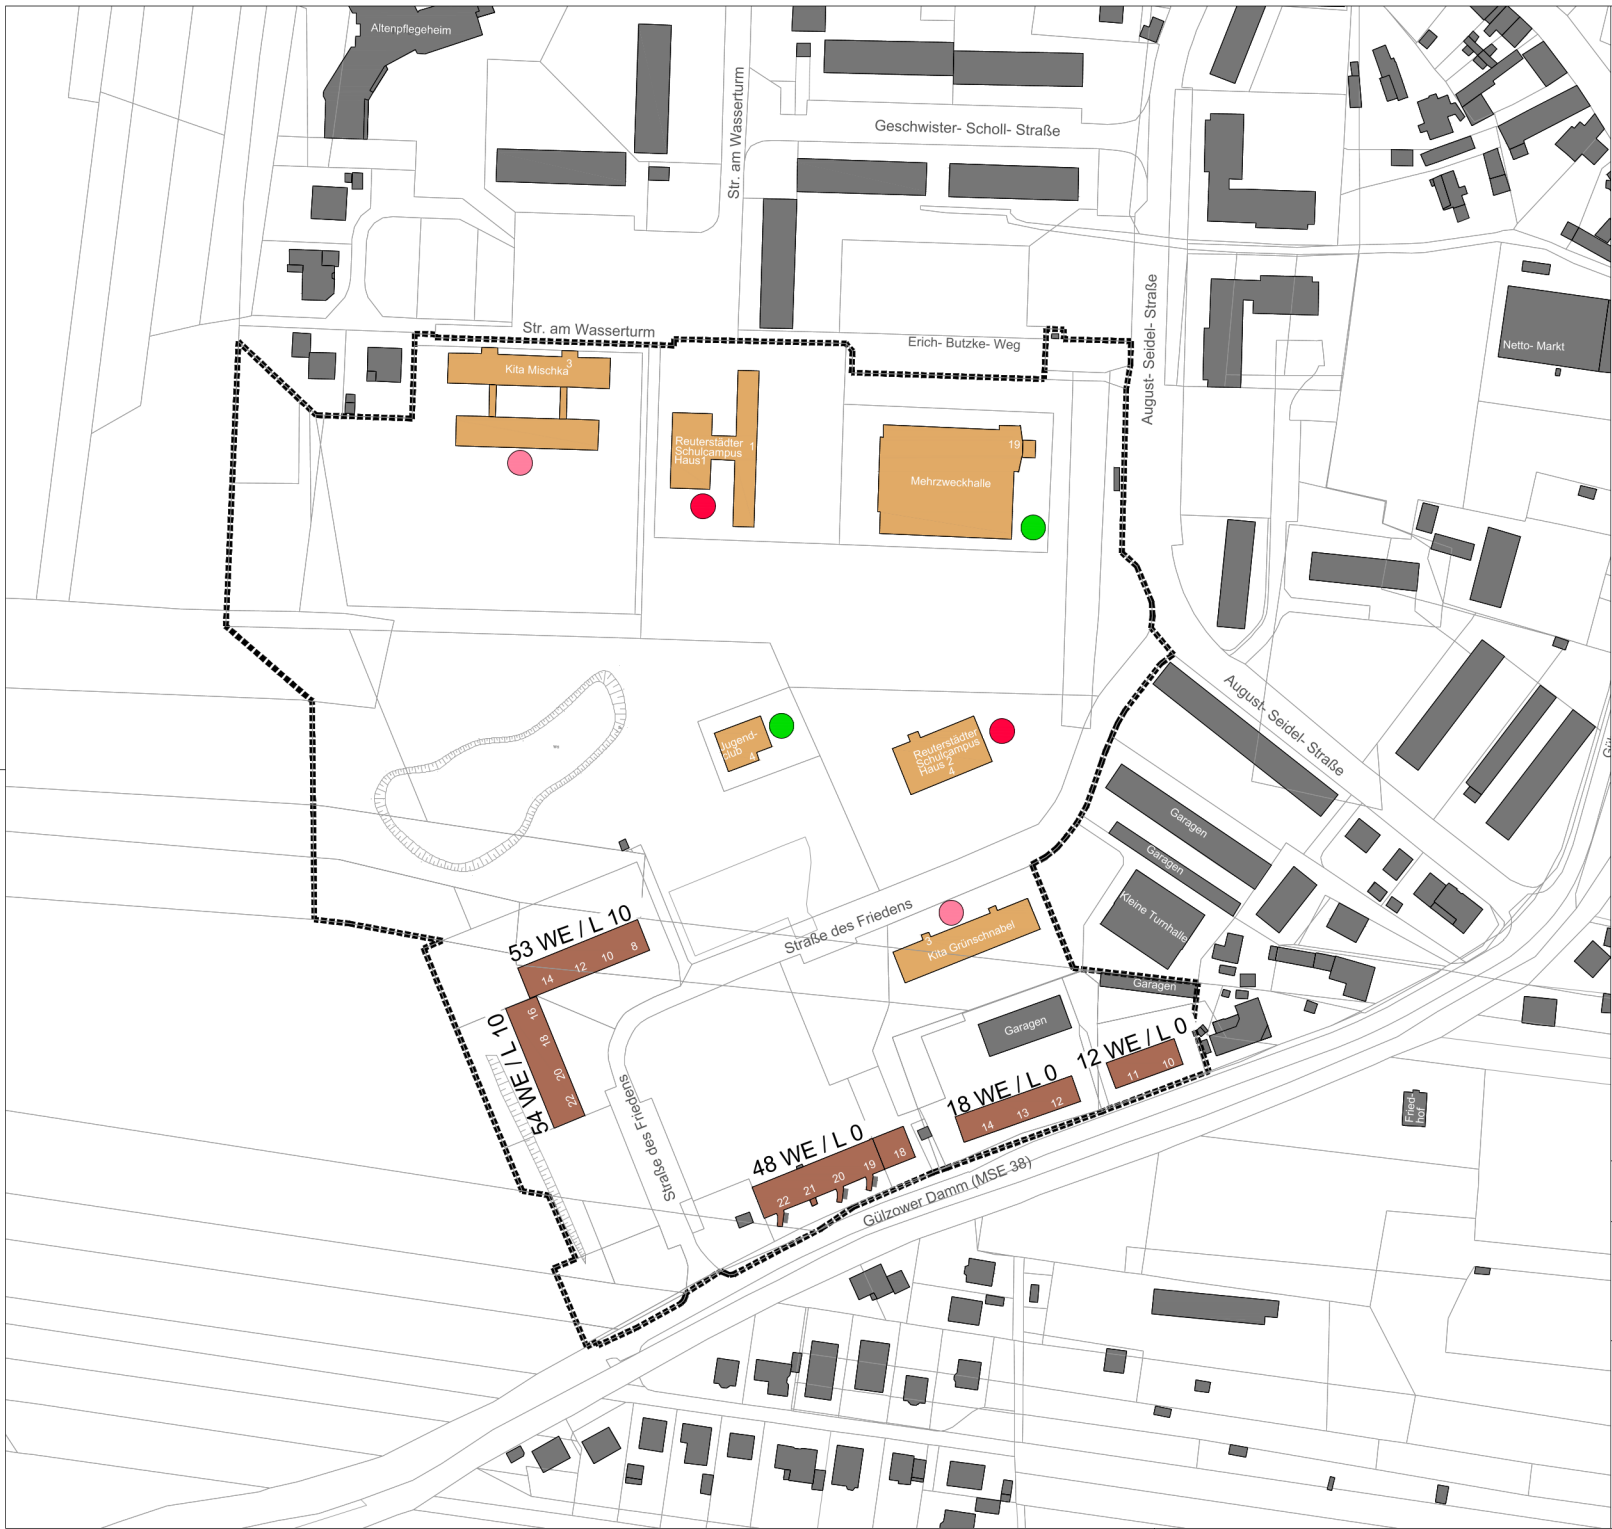 Altenpflegeheim
Str. am Wasserturm
Geschwister- Scholl- Straße
Str. am Wasserturm
Erich- Butzke- Weg
August- Seidel- Straße
Netto- Markt
3
Kita Mischka
Reuterstädter
Schulcampus
Haus1
1
19
Mehrzweckhalle
August- Seidel- Straße
Jugend-
club
4
Reuterstädter
Schulcampus
Haus 2
4
Garagen
Garagen
Kleine Turnhalle
Straße des Friedens
3
Kita Grünschnabel
Garagen
Garagen
53 WE / L 10
14
12
10
8
54 WE / L 10
16
18
20
22
Straße des Friedens
48 WE / L 0
22
21
20
19
18
18 WE / L 0
14
13
12
12 WE / L 0
11
10
Gülzower Damm (MSE 38)
Fried-
hof